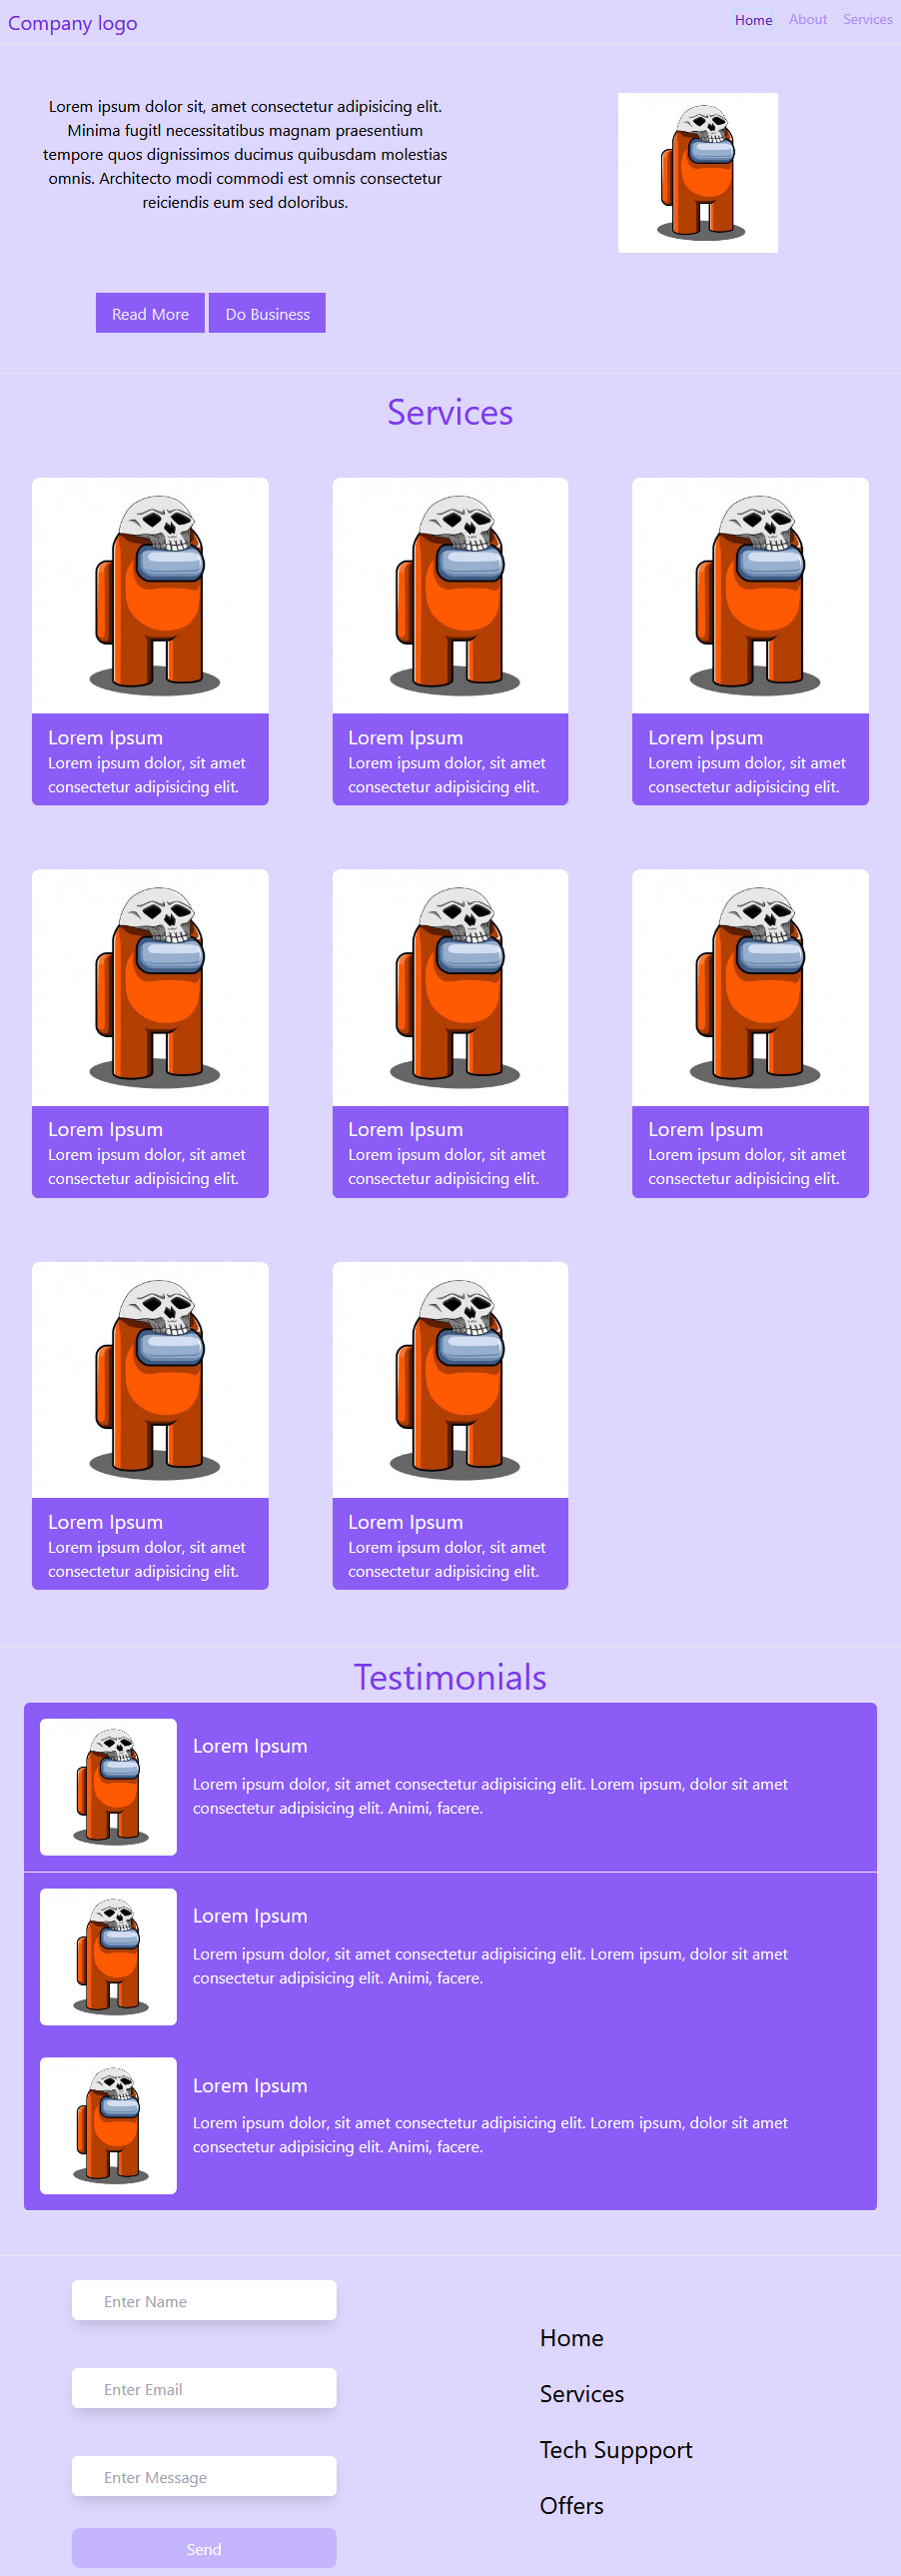 Company logo
Home About Services
Lorem ipsum dolor sit, amet consectetur adipisicing elit.
Minima fugitl necessitatibus magnam praesentium
tempore quos dignissimos ducimus quibusdam molestias
omnis. Architecto modi commodi est omnis consectetur
reiciendis eum sed doloribus.
Read More Do Business
Services
Lorem Ipsum
Lorem ipsum dolor, sit amet
consectetur adipisicing elit.
Lorem Ipsum
Lorem ipsum dolor, sit amet
consectetur adipisicing elit.
Lorem Ipsum
Lorem ipsum dolor, sit amet
consectetur adipisicing elit.
Lorem Ipsum
Lorem ipsum dolor, sit amet
consectetur adipisicing elit.
Lorem Ipsum
Lorem ipsum dolor, sit amet
consectetur adipisicing elit.
Lorem Ipsum
Lorem ipsum dolor, sit amet
consectetur adipisicing elit.
Lorem Ipsum
Lorem ipsum dolor, sit amet
consectetur adipisicing elit.
Lorem Ipsum
Lorem ipsum dolor, sit amet
consectetur adipisicing elit.
Testimonials
Lorem Ipsum
Lorem ipsum dolor, sit amet consectetur adipisicing elit. Lorem ipsum, dolor sit amet
consectetur adipisicing elit. Animi, facere.
Lorem Ipsum
Lorem ipsum dolor, sit amet consectetur adipisicing elit. Lorem ipsum, dolor sit amet
consectetur adipisicing elit. Animi, facere.
Lorem Ipsum
Lorem ipsum dolor, sit amet consectetur adipisicing elit. Lorem ipsum, dolor sit amet
consectetur adipisicing elit. Animi, facere.
Enter Name
Enter Email
Enter Message
Send
Home
Services
Tech Suppport
Offers